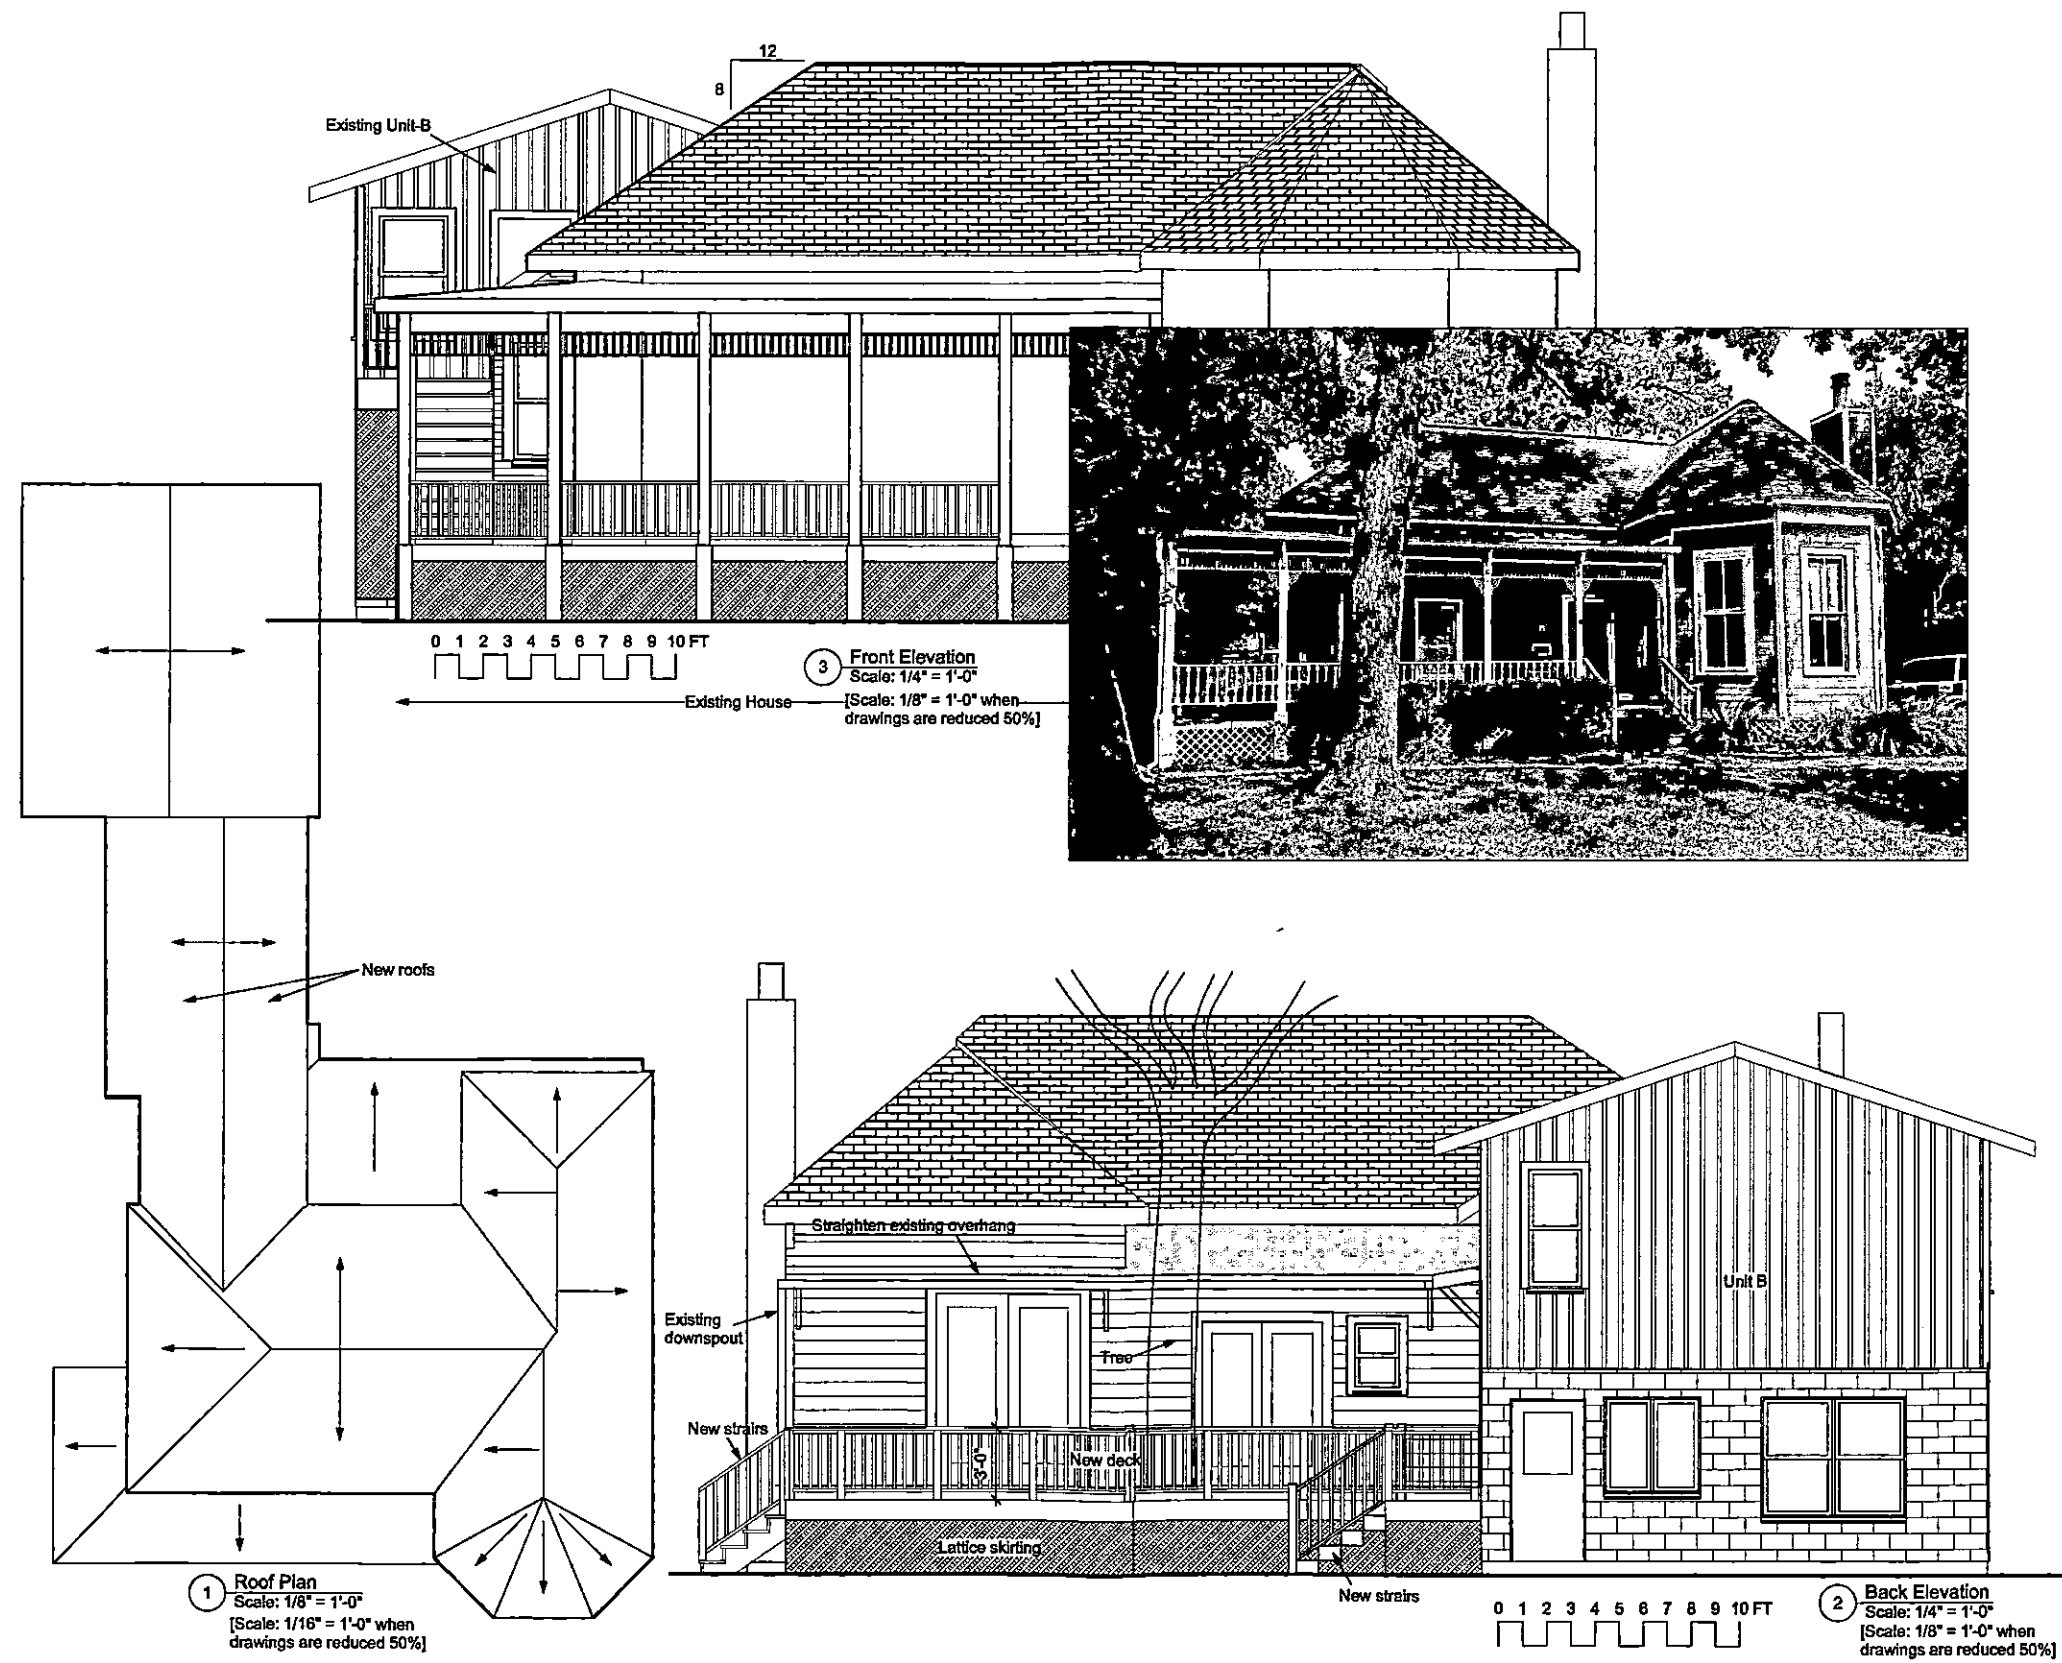 12
8
Existing Unit-B
0 1 2 3 4 5 6 7 8 9 10 FT
3
Front Elevation
Scale: 1/4" = 1'-0"
[Scale: 1/8" = 1'-0" when
drawings are reduced 50%]
Existing House
New roofs
Straighten existing overhang
Existing
downspout
Tree
Unit B
New strairs
3'-0"
New deck
Lattice skirting
New strairs
1
Roof Plan
Scale: 1/8" = 1'-0"
[Scale: 1/16" = 1'-0" when
drawings are reduced 50%]
0 1 2 3 4 5 6 7 8 9 10 FT
2
Back Elevation
Scale: 1/4" = 1'-0"
[Scale: 1/8" = 1'-0" when
drawings are reduced 50%]